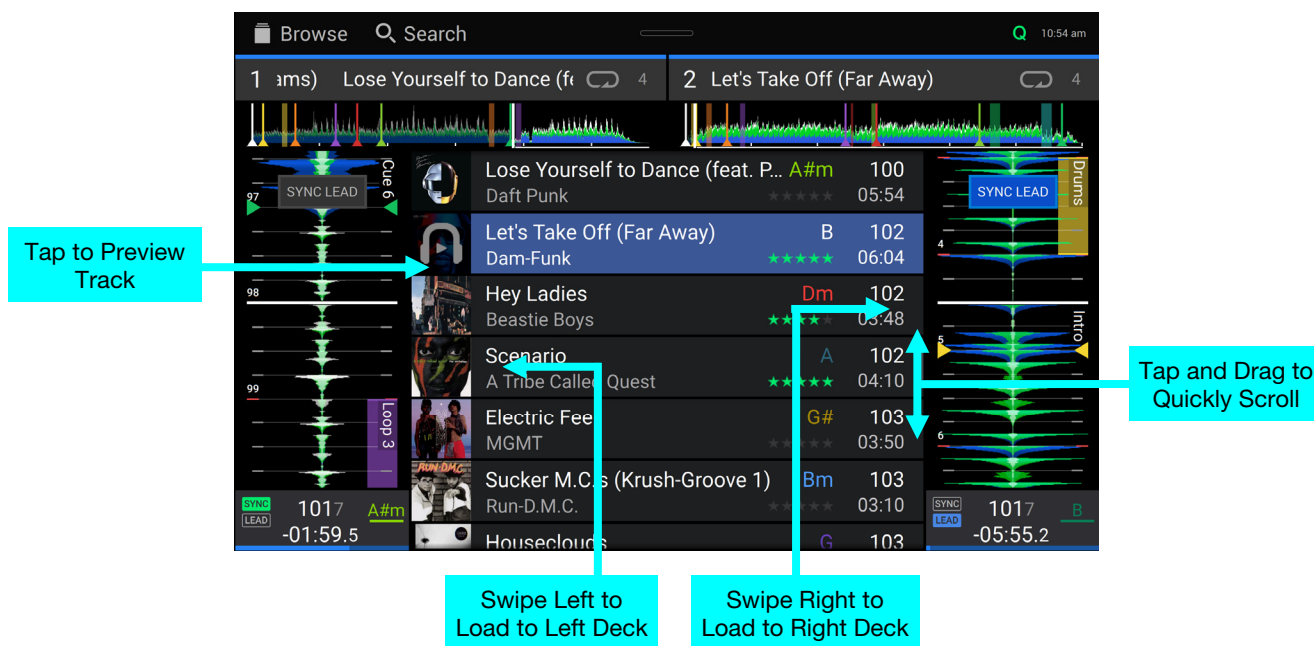 Browse Search Q 10:54 am
1 ams) Lose Yourself to Dance (fe 4
2 Let's Take Off (Far Away) 4
Cue 6
SYNC LEAD
97
98
99
Loop 3
Lose Yourself to Dance (feat. P... A#m 100
Daft Punk ★★★★★ 05:54
Let's Take Off (Far Away) B 102
Dam-Funk ★★★★★ 06:04
Hey Ladies Dm 102
Beastie Boys ★★★★★ 03:48
Scenario A 102
A Tribe Called Quest ★★★★★ 04:10
Electric Feel G# 103
MGMT ★★★★★ 03:50
RUN-DMC
Sucker M.C.s (Krush-Groove 1) Bm 103
Run-D.M.C. ★★★★★ 03:10
Houseclouds G 103
Drums
SYNC LEAD
4
Intro
5
6
SYNC
LEAD
1017 A#m
-01:59.5
SYNC
LEAD
1017 B
-05:55.2
Tap to Preview
Track
Tap and Drag to
Quickly Scroll
Swipe Left to
Load to Left Deck
Swipe Right to
Load to Right Deck